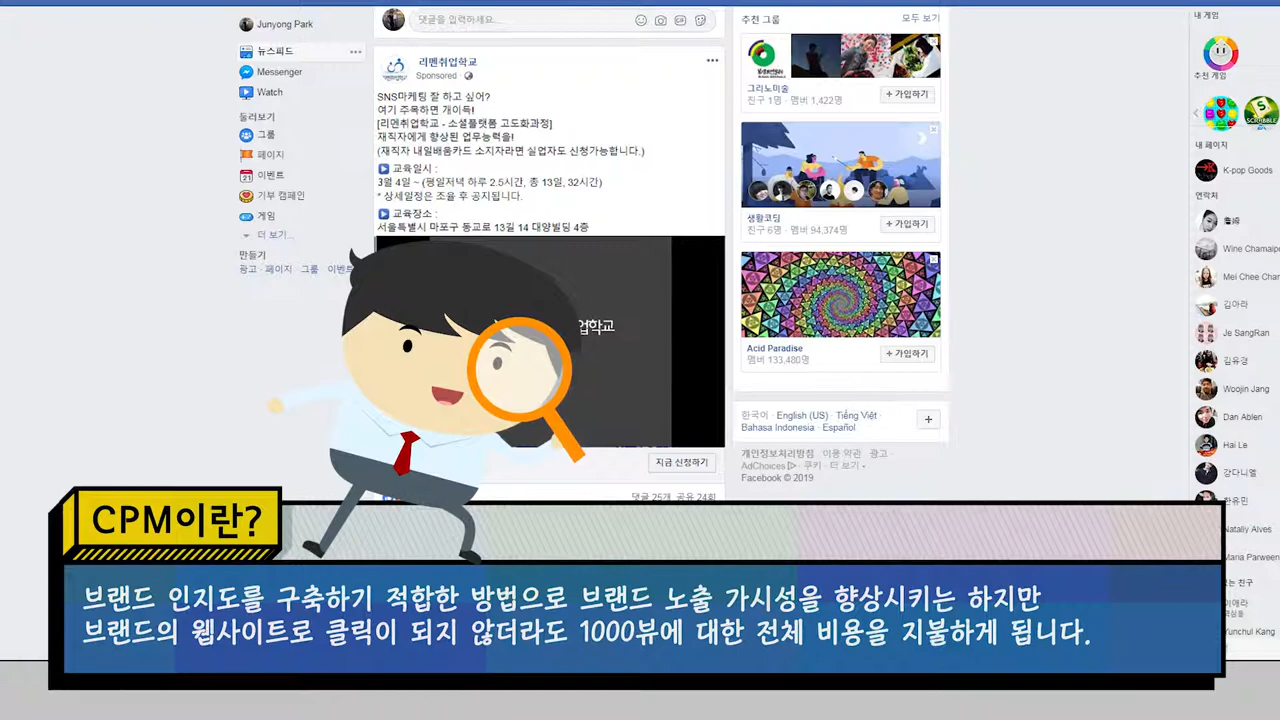 Junyong Park
뉴스피드
Messenger
Watch
둘러보기
그룹
페이지
이벤트
기부 캠페인
게임
더 보기...
만들기
광고 · 페이지 그룹 이벤트
댓글을 입력하세요...
리멘취업학교
Sponsored ·
SNS마케팅 잘 하고 싶어?
여기 주목하면 개이득!
[리멘취업학교 - 소셜플랫폼 고도화과정]
재직자에게 향상된 업무능력을!
(재직자 내일배움카드 소지자라면 실업자도 신청가능합니다.)
교육일시 :
3월 4일 ~ (평일저녁 하루 2.5시간, 총 13일, 32시간)
* 상세일정은 조율 후 공지됩니다.
교육장소 :
서울특별시 마포구 동교로 13길 14 대양빌딩 4층
업학교
지금 신청하기
댓글 25개 공유 24회
추천 그룹
모두 보기
그리노미술
친구 1명 · 멤버 1,422명
+ 가입하기
생활코딩
친구 6명 · 멤버 94,374명
+ 가입하기
Acid Paradise
멤버 133,480명
+ 가입하기
한국어 · English (US) · Tiếng Việt ·
Bahasa Indonesia · Español
개인정보처리방침 · 이용 약관 · 광고 ·
AdChoices · 쿠키 · 더 보기
Facebook © 2019
내 게임
추천 게임
SCRABBLE
내 페이지
K-pop Goods
연락처
Wine Chamaipo
Mei Chee Chan
김아라
Je SangRan
김유경
Woojin Jang
Dan Ablen
Hai Le
강다니엘
한유민
Nataliy Alves
Maria Parween
는 친구
이애라
Yunchul Kang
CPM이란?
브랜드 인지도를 구축하기 적합한 방법으로 브랜드 노출 가시성을 향상시키는 하지만
브랜드의 웹사이트로 클릭이 되지 않더라도 1000뷰에 대한 전체 비용을 지불하게 됩니다.